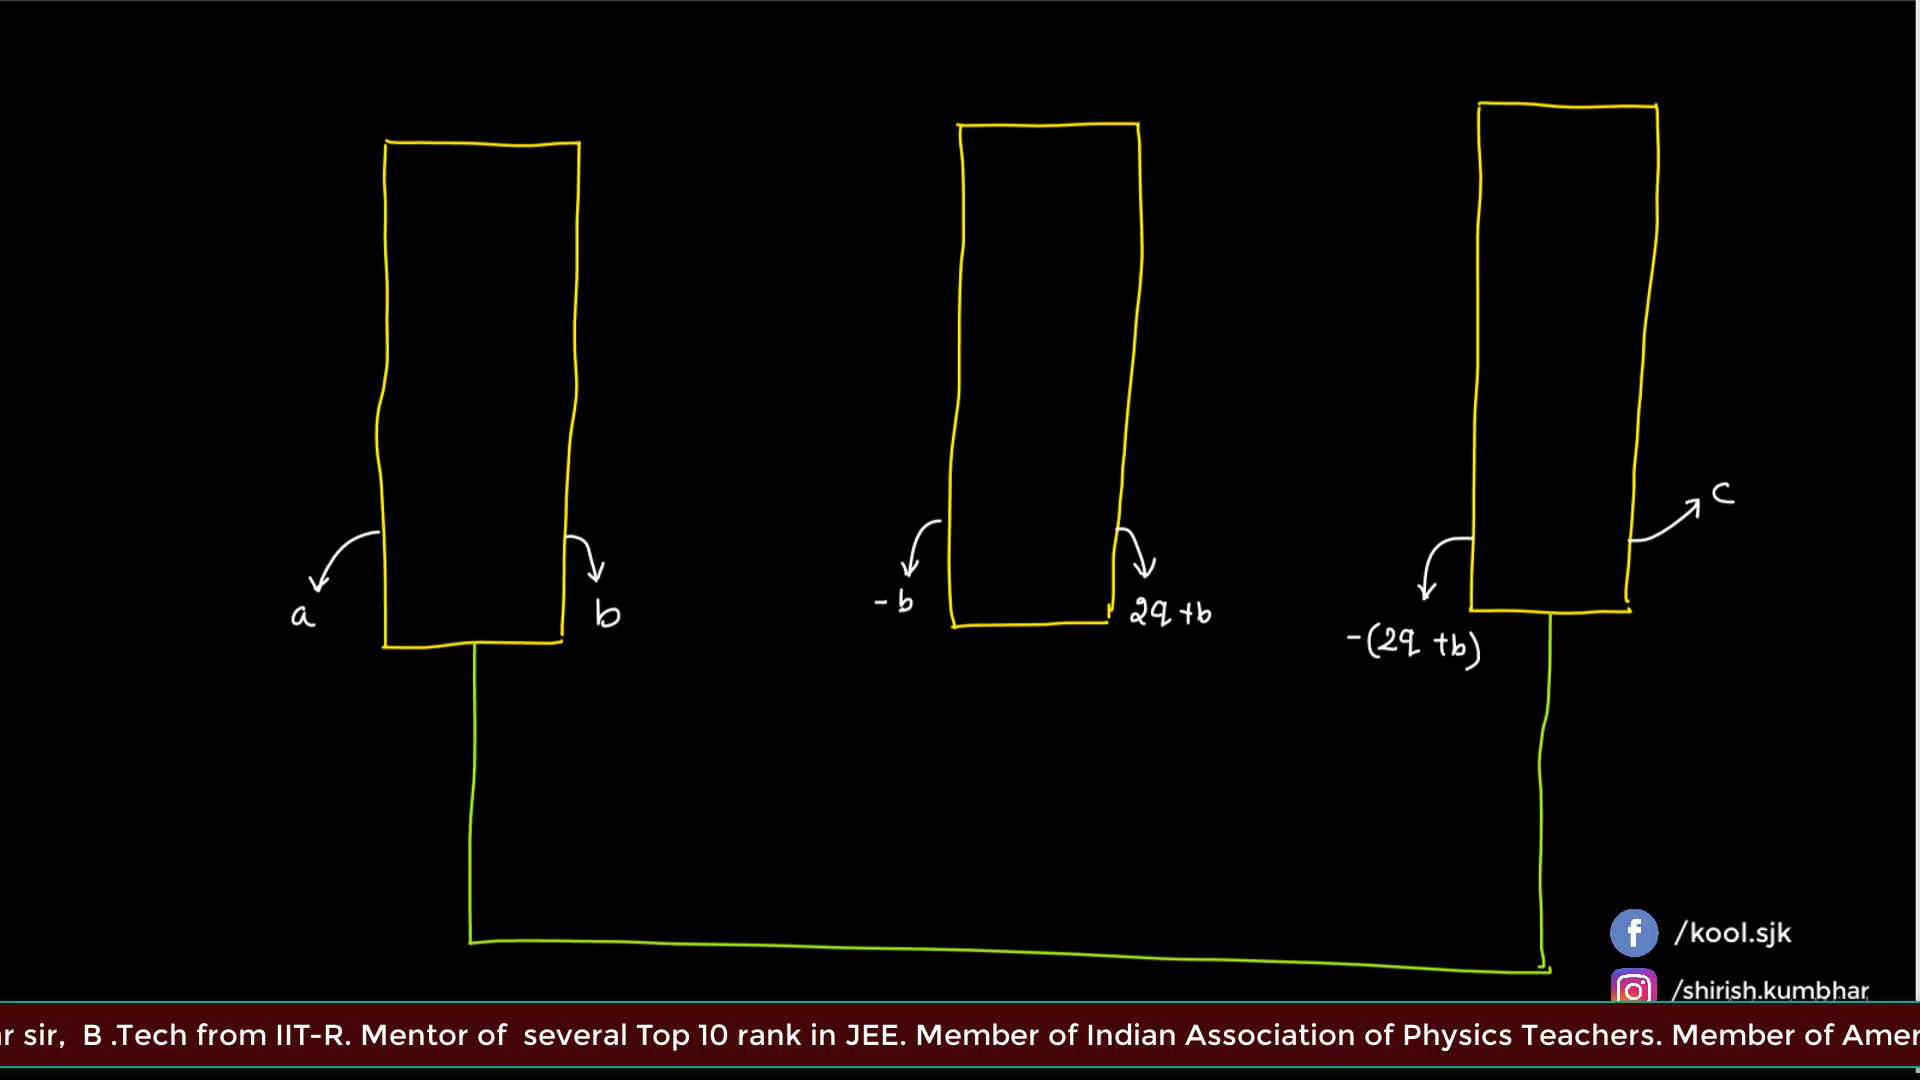 c
a
b
-b
2q+b
-(2q+b)
/kool.sjk
/shirish.kumbhar
sir, B .Tech from IIT-R. Mentor of several Top 10 rank in JEE. Member of Indian Association of Physics Teachers. Member of